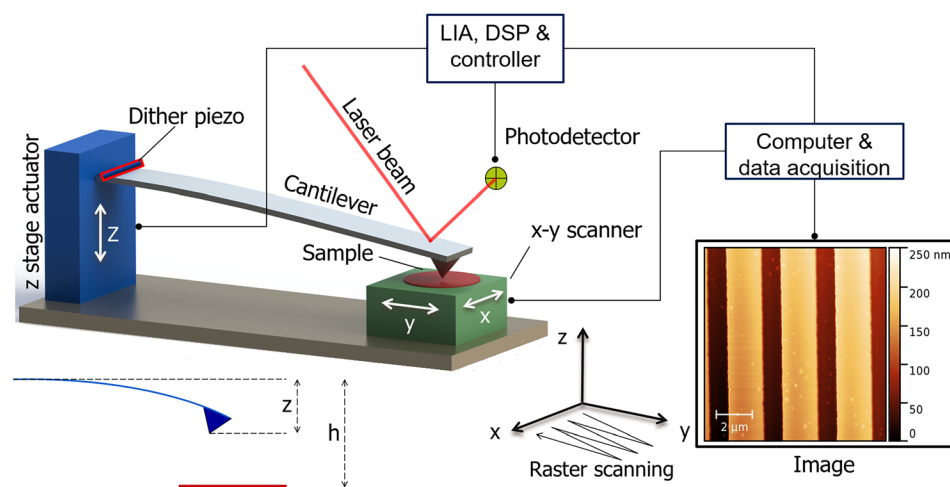 LIA, DSP &
controller
Dither piezo
Laser beam
Photodetector
Computer &
data acquisition
z stage actuator
Cantilever
Z
Sample
x-y scanner
y
x
250 nm
200
150
100
50
0
2 μm
z
h
z
x
y
Raster scanning
Image